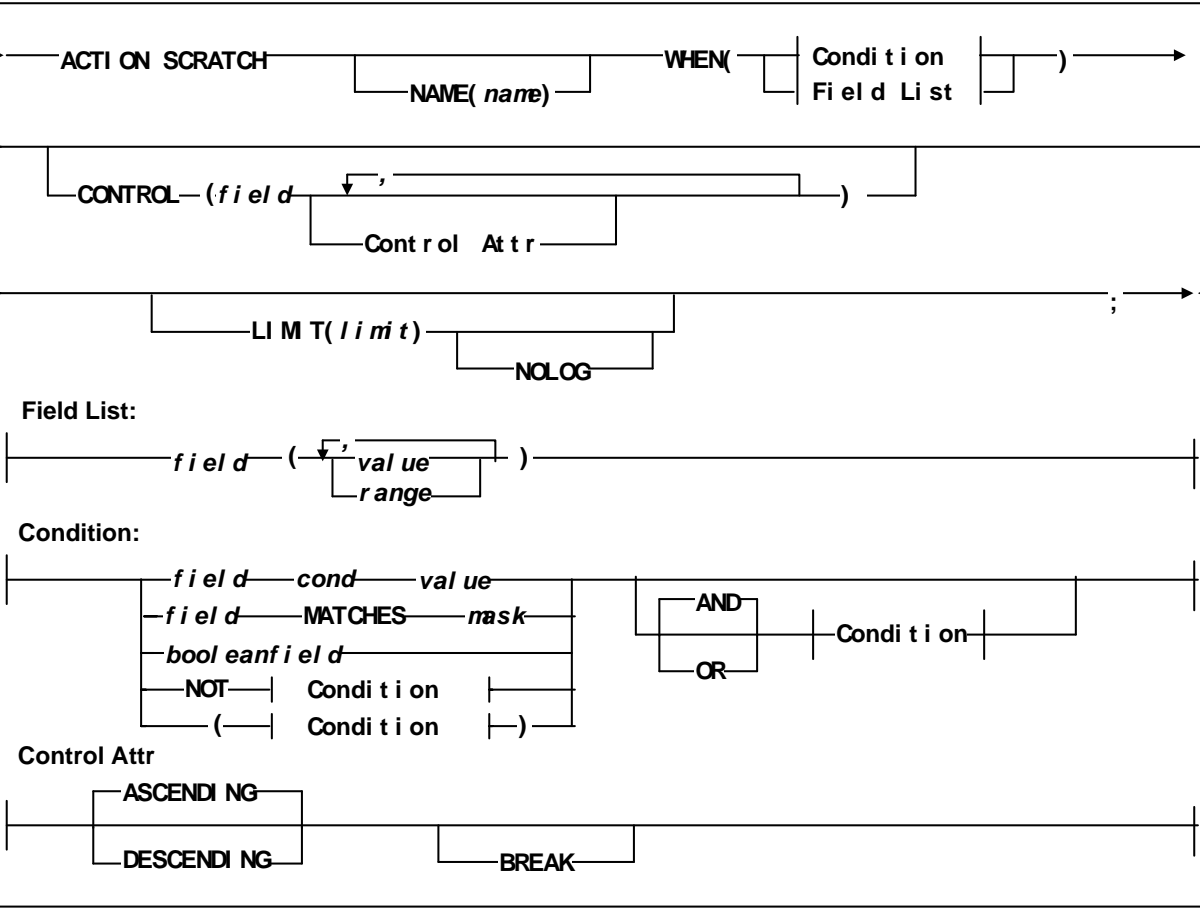 ACTION SCRATCH WHEN( Condition )
NAME(name) Field List
CONTROL (field , )
Control Attr
;
LIMIT(limit)
NOLOG
Field List:
field ( , value )
range
Condition:
field cond value
field MATCHES mask AND
booleanfield Condition
NOT Condition OR
( Condition )
Control Attr
ASCENDING
DESCENDING BREAK